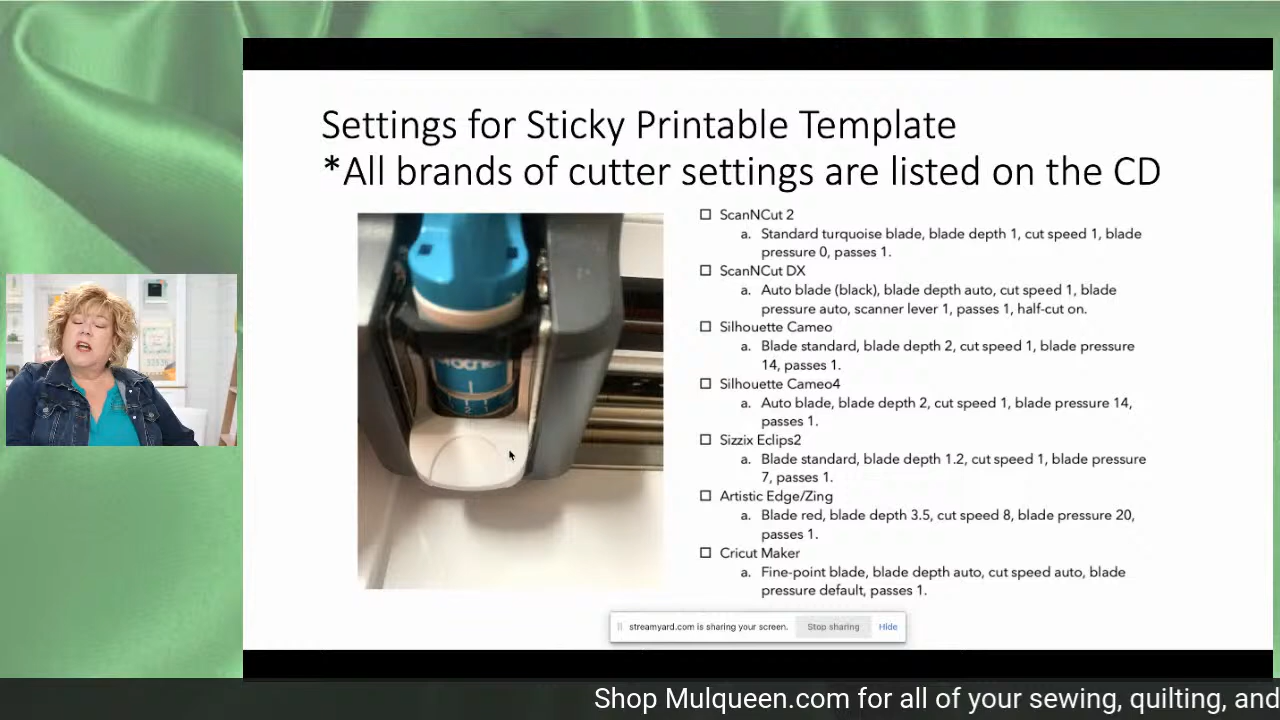 Settings for Sticky Printable Template
*All brands of cutter settings are listed on the CD
ScanNCut 2
a. Standard turquoise blade, blade depth 1, cut speed 1, blade
pressure 0, passes 1.
ScanNCut DX
a. Auto blade (black), blade depth auto, cut speed 1, blade
pressure auto, scanner lever 1, passes 1, half-cut on.
Silhouette Cameo
a. Blade standard, blade depth 2, cut speed 1, blade pressure
14, passes 1.
Silhouette Cameo4
a. Auto blade, blade depth 2, cut speed 1, blade pressure 14,
passes 1.
Sizzix Eclips2
a. Blade standard, blade depth 1.2, cut speed 1, blade pressure
7, passes 1.
Artistic Edge/Zing
a. Blade red, blade depth 3.5, cut speed 8, blade pressure 20,
passes 1.
Cricut Maker
a. Fine-point blade, blade depth auto, cut speed auto, blade
pressure default, passes 1.
streamyard.com is sharing your screen. Stop sharing Hide
Shop Mulqueen.com for all of your sewing, quilting, and